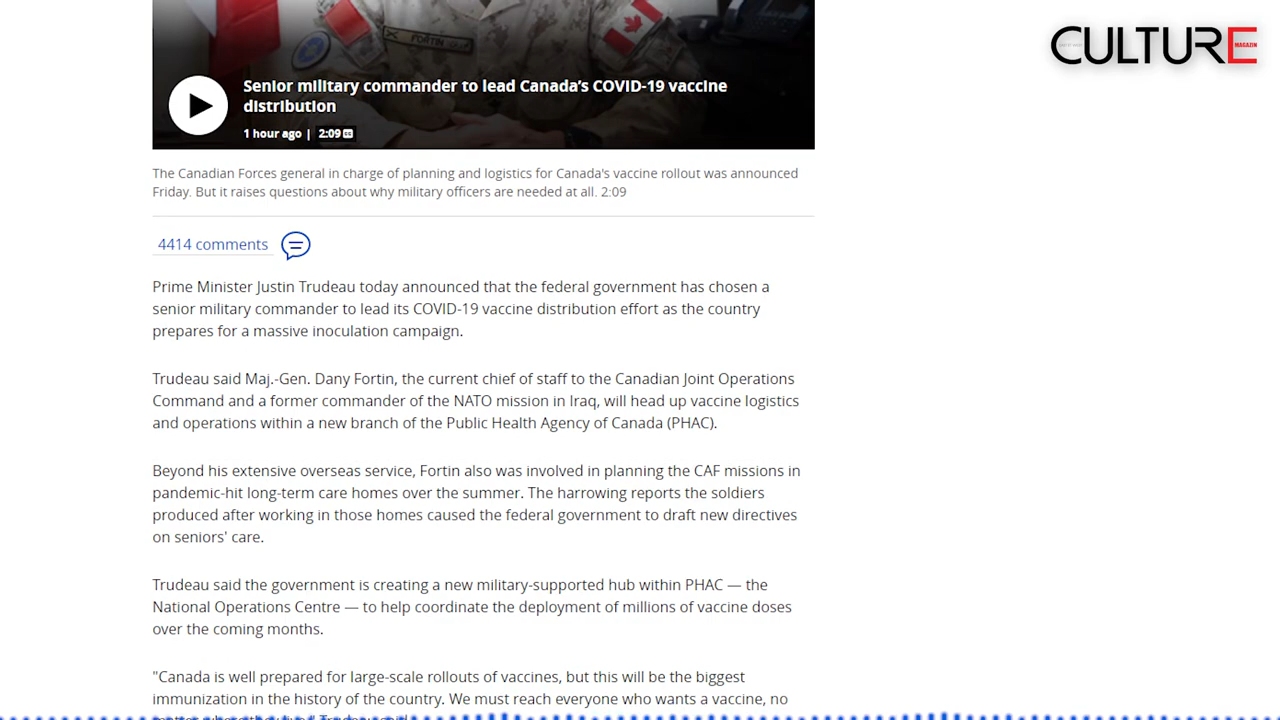 CULTURE
MAGAZIN
FORTIN
Senior military commander to lead Canada's COVID-19 vaccine
distribution
1 hour ago | 2:09
The Canadian Forces general in charge of planning and logistics for Canada's vaccine rollout was announced
Friday. But it raises questions about why military officers are needed at all. 2:09
4414 comments
Prime Minister Justin Trudeau today announced that the federal government has chosen a
senior military commander to lead its COVID-19 vaccine distribution effort as the country
prepares for a massive inoculation campaign.
Trudeau said Maj.-Gen. Dany Fortin, the current chief of staff to the Canadian Joint Operations
Command and a former commander of the NATO mission in Iraq, will head up vaccine logistics
and operations within a new branch of the Public Health Agency of Canada (PHAC).
Beyond his extensive overseas service, Fortin also was involved in planning the CAF missions in
pandemic-hit long-term care homes over the summer. The harrowing reports the soldiers
produced after working in those homes caused the federal government to draft new directives
on seniors' care.
Trudeau said the government is creating a new military-supported hub within PHAC — the
National Operations Centre — to help coordinate the deployment of millions of vaccine doses
over the coming months.
"Canada is well prepared for large-scale rollouts of vaccines, but this will be the biggest
immunization in the history of the country. We must reach everyone who wants a vaccine, no